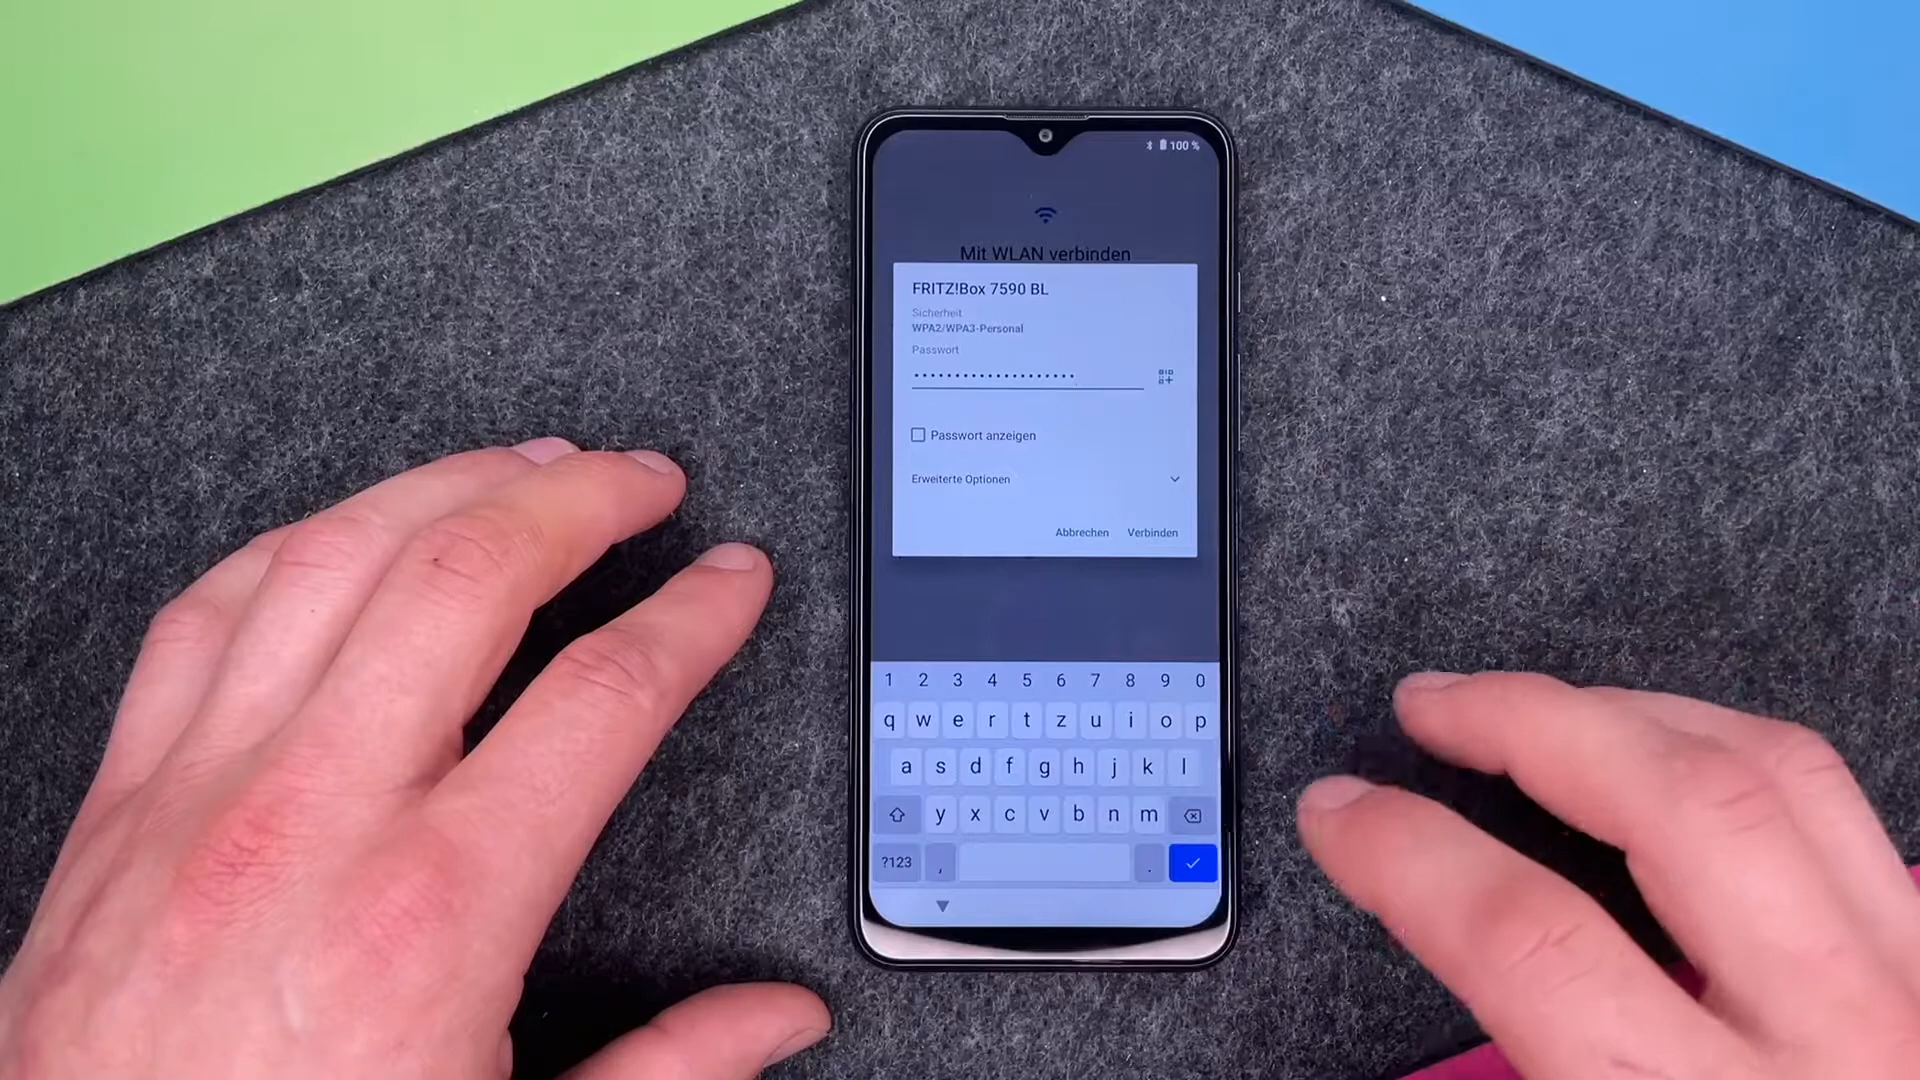 100 %
Mit WLAN verbinden
FRITZ!Box 7590 BL
Sicherheit
WPA2/WPA3-Personal
Passwort
••••••••••••••••••••
Passwort anzeigen
Erweiterte Optionen
Abbrechen Verbinden
1 2 3 4 5 6 7 8 9 0
q w e r t z u i o p
a s d f g h j k l
y x c v b n m
?123 , .